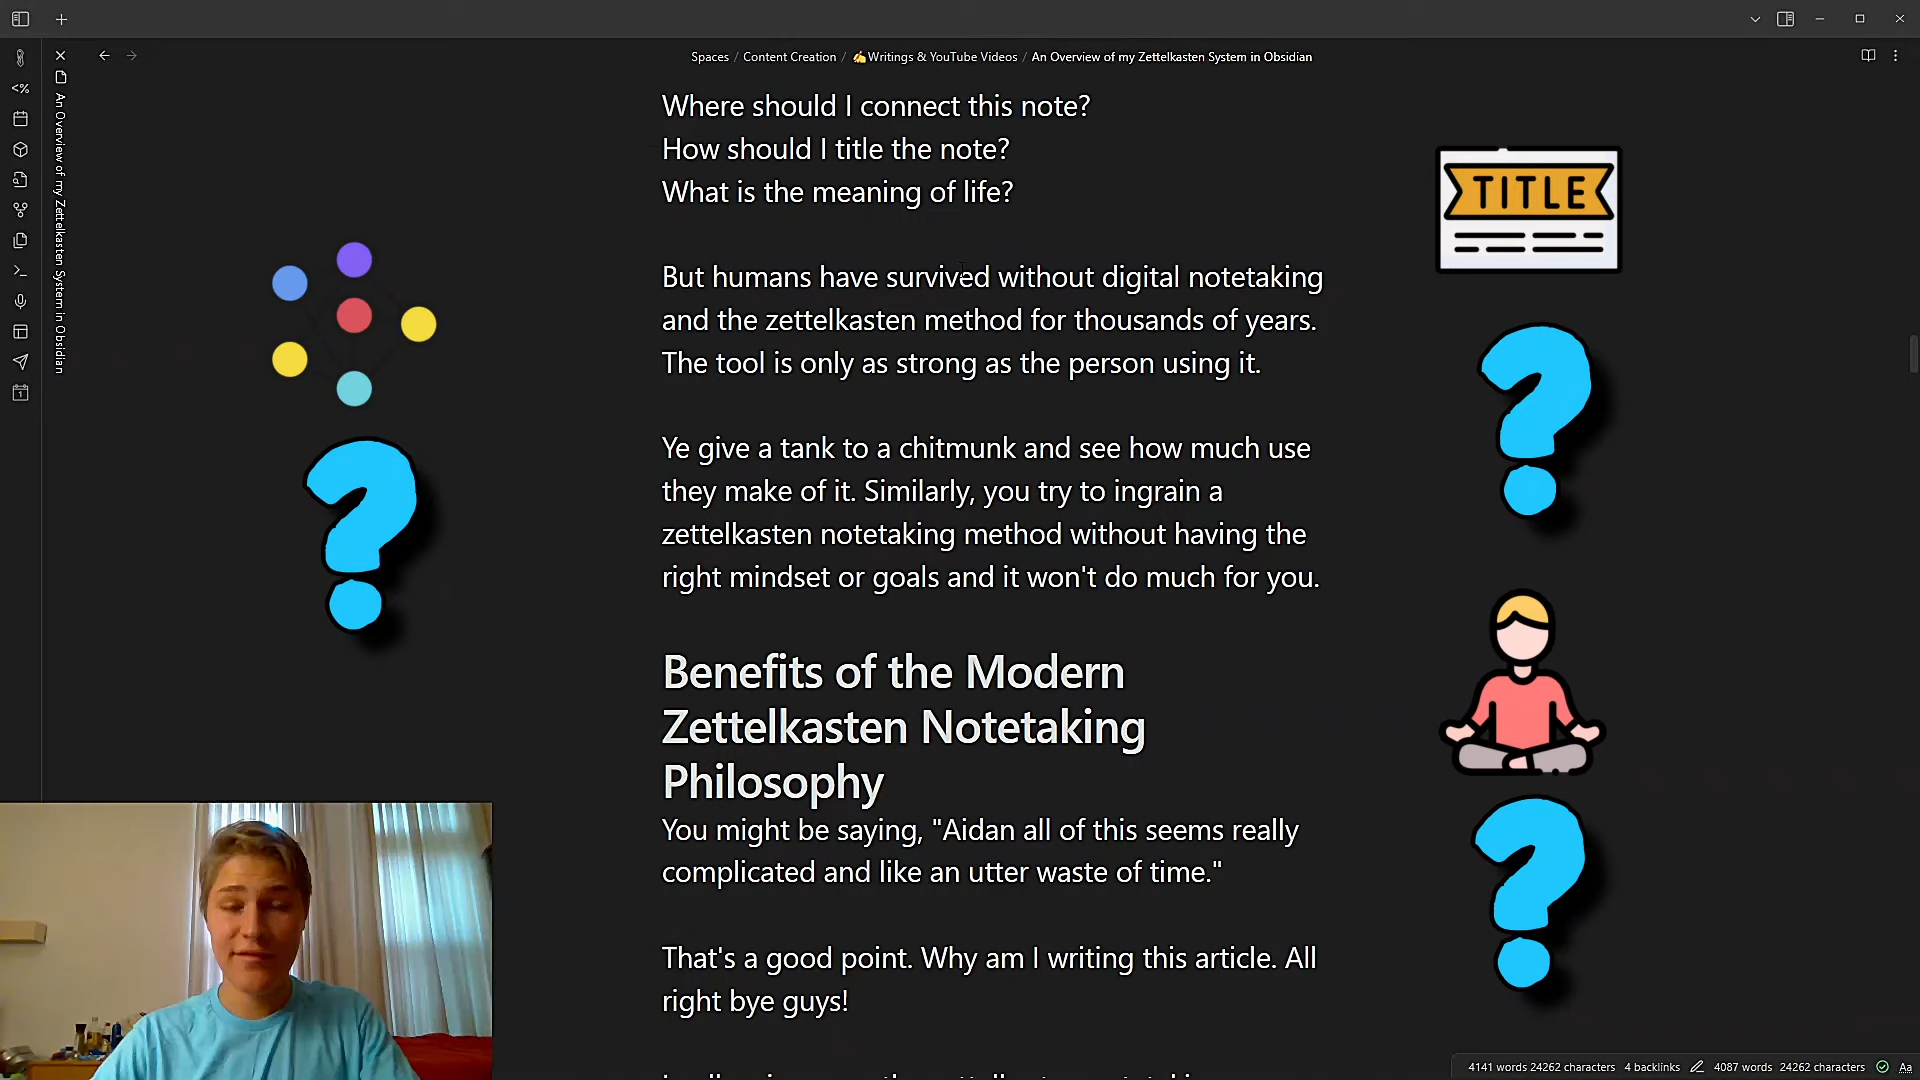 Spaces / Content Creation / ✍Writings & YouTube Videos / An Overview of my Zettelkasten System in Obsidian
An Overview of my Zettelkasten System in Obsidian
Where should I connect this note?
How should I title the note?
What is the meaning of life?
TITLE
But humans have survived without digital notetaking
and the zettelkasten method for thousands of years.
The tool is only as strong as the person using it.
Ye give a tank to a chitmunk and see how much use
they make of it. Similarly, you try to ingrain a
zettelkasten notetaking method without having the
right mindset or goals and it won't do much for you.
?
?
Benefits of the Modern
Zettelkasten Notetaking
Philosophy
You might be saying, "Aidan all of this seems really
complicated and like an utter waste of time."
?
That's a good point. Why am I writing this article. All
right bye guys!
4141 words 24262 characters 4 backlinks 4087 words 24262 characters Aa